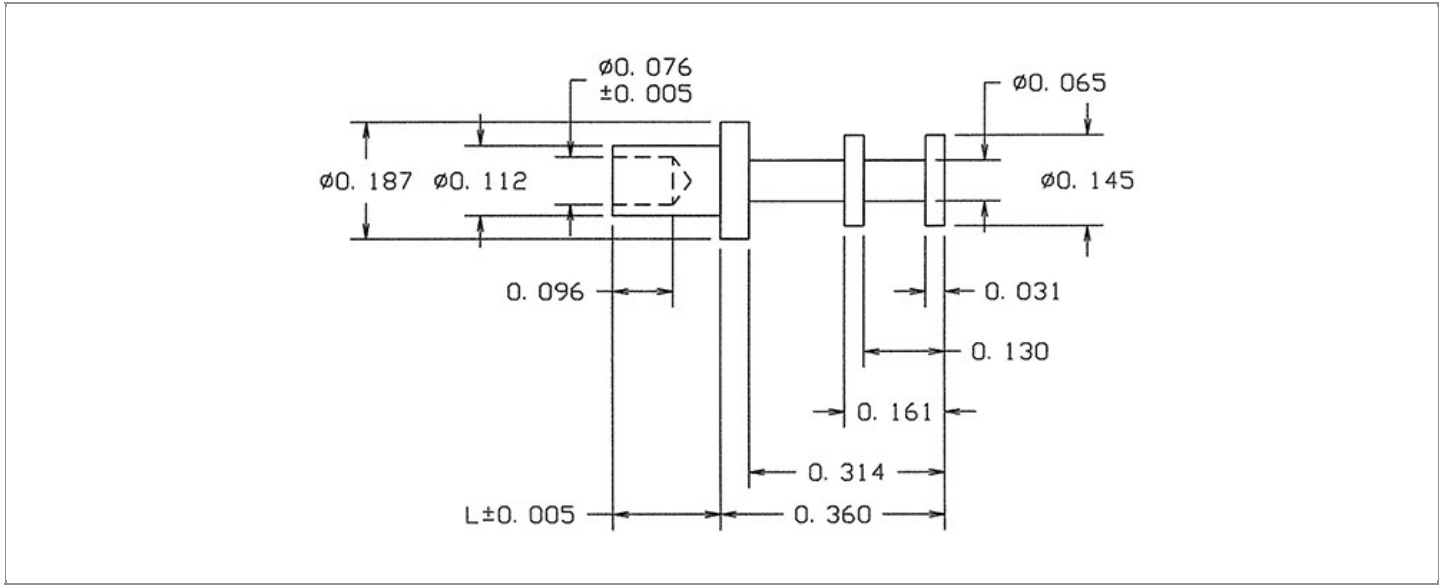 ø0. 076
±0. 005
ø0. 065
ø0. 187
ø0. 112
ø0. 145
0. 096
0. 031
0. 130
0. 161
0. 314
L±0. 005
0. 360